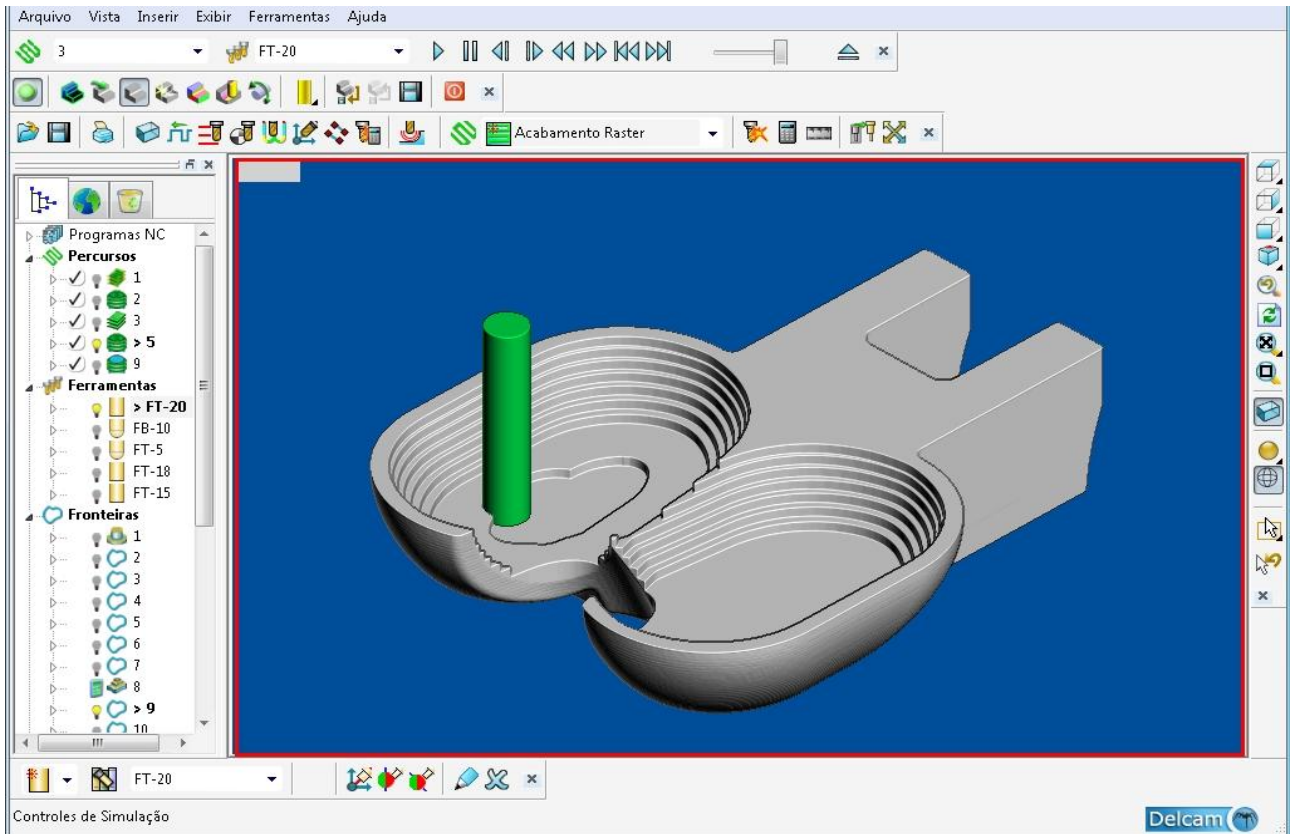 Arquivo Vista Inserir Exibir Ferramentas Ajuda
3 FT-20
Acabamento Raster
Programas NC
Percursos
1
2
3
> 5
9
Ferramentas
> FT-20
FB-10
FT-5
FT-18
FT-15
Fronteiras
1
2
3
4
5
6
7
8
> 9
10
FT-20
Controles de Simulação
Delcam